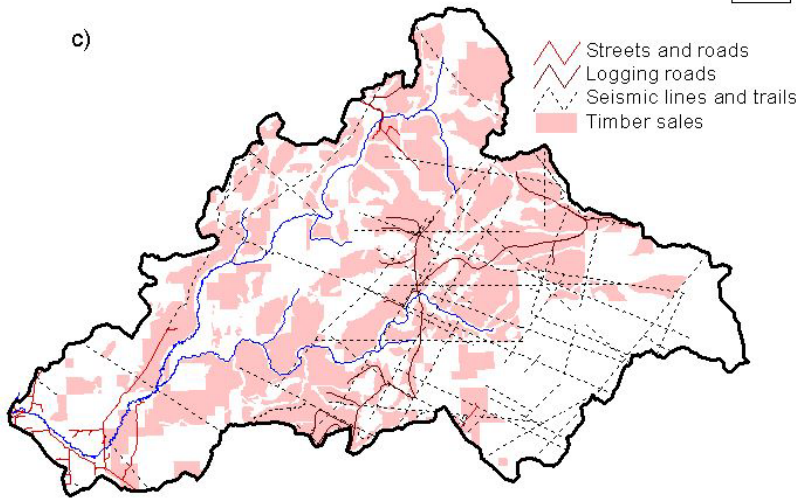 c)
Streets and roads
Logging roads
Seismic lines and trails
Timber sales